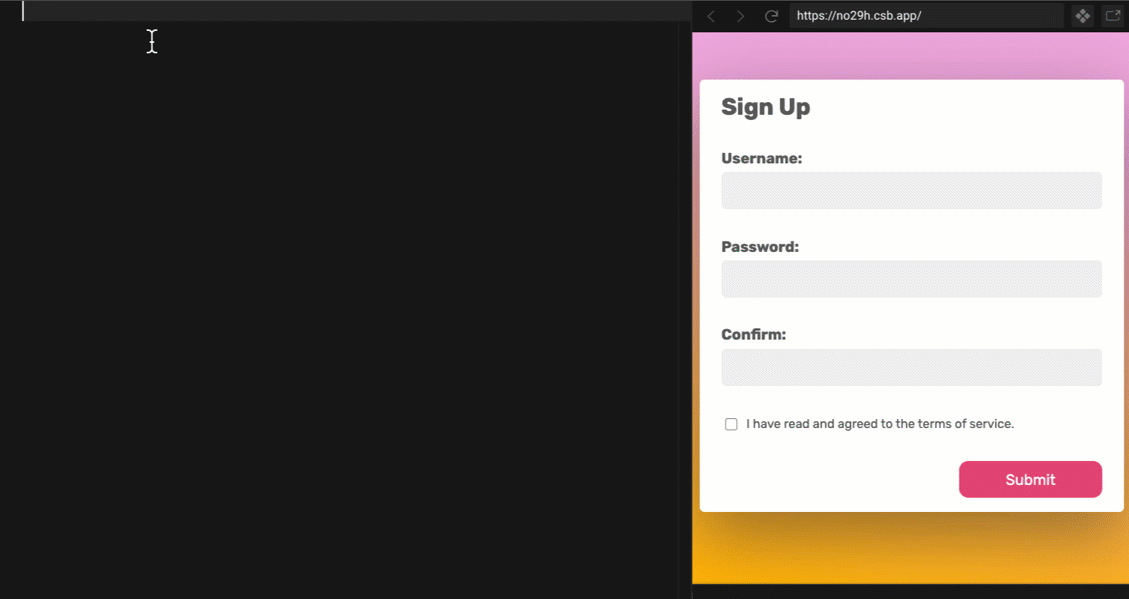 https://no29h.csb.app/
Sign Up
Username:
Password:
Confirm:
I have read and agreed to the terms of service.
Submit